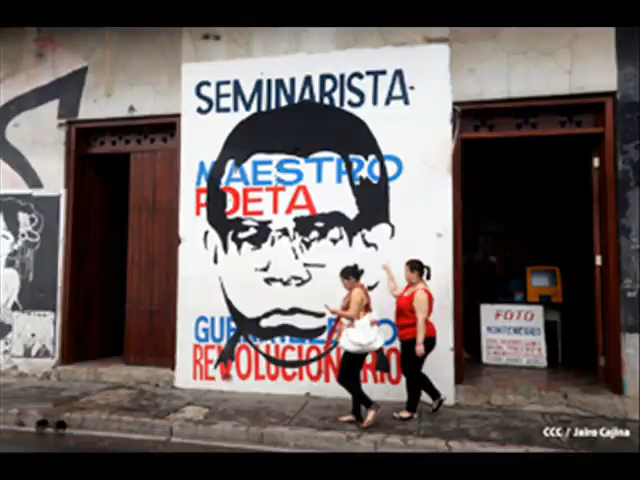 SEMINARISTA
MAESTRO
POETA
GUERRILLERO
REVOLUCIONARIO
FOTO
CCC / Jairo Cajina